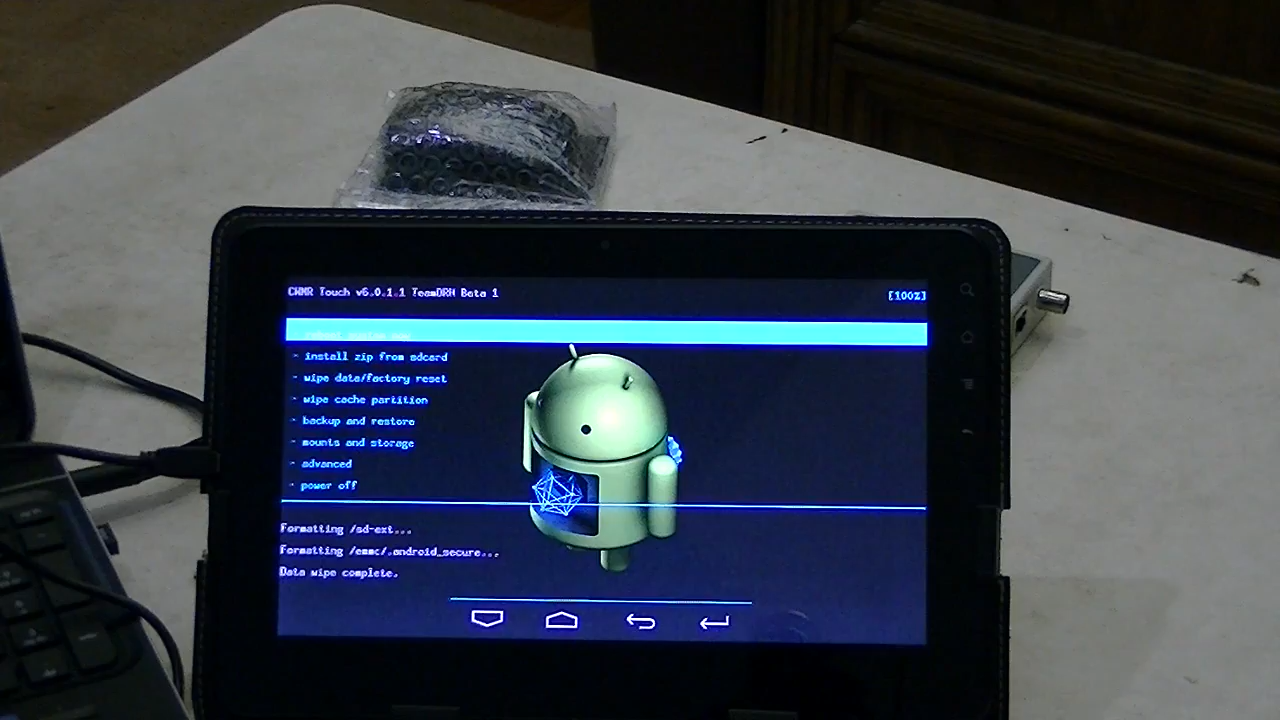 CWMR Touch v6.0.1.1 TeamDRH Beta 1
[100%]
- install zip from sdcard
- wipe data/factory reset
- wipe cache partition
- backup and restore
- mounts and storage
- advanced
- power off
Formatting /sd-ext...
Formatting /emmc/.android_secure...
Data wipe complete.